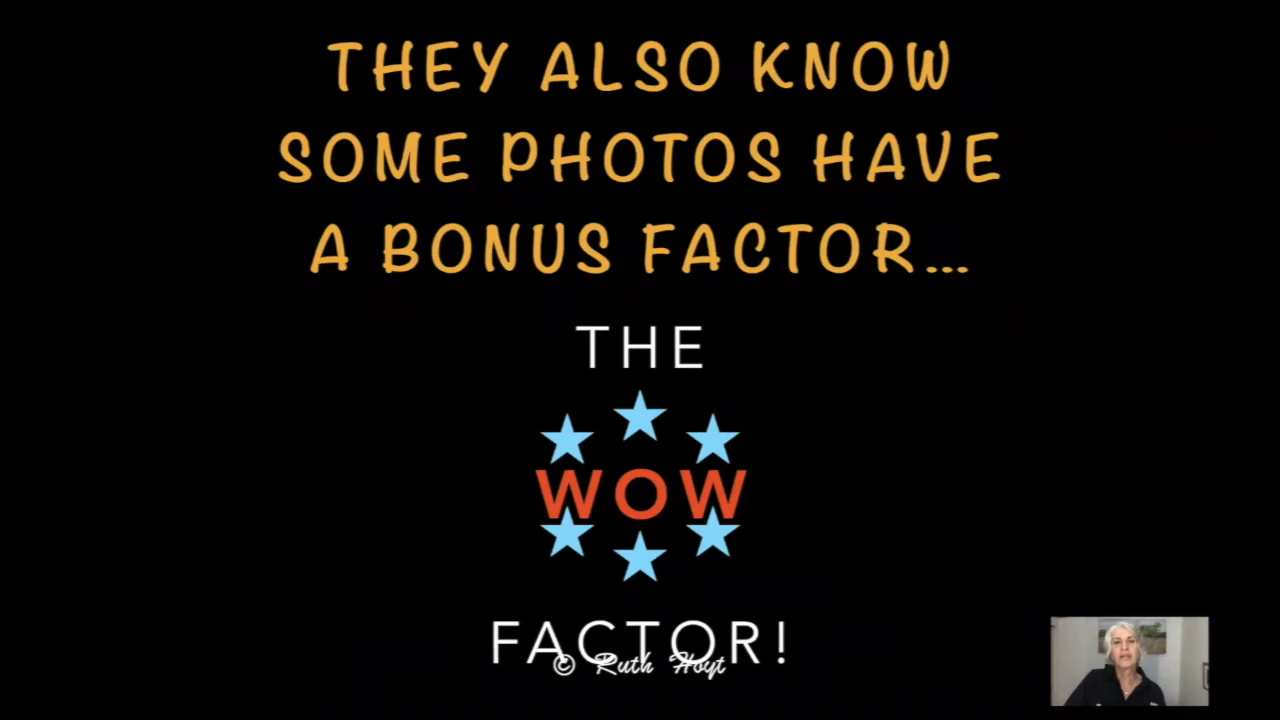 THEY ALSO KNOW
SOME PHOTOS HAVE
A BONUS FACTOR...
THE
WOW
FACTOR!
© Ruth Hoyt